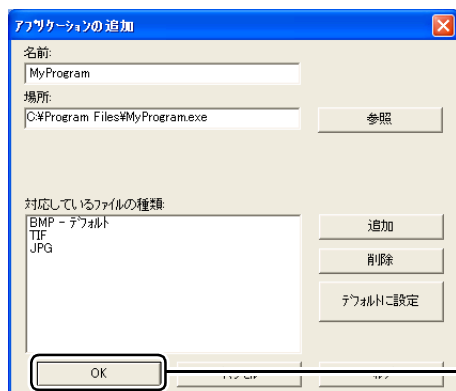 アプリケーションの追加
名前:
MyProgram
場所:
C:¥Program Files¥MyProgram.exe
参照
対応しているファイルの種類:
BMP - デフォルト
TIF
JPG
追加
削除
デフォルトに設定
OK